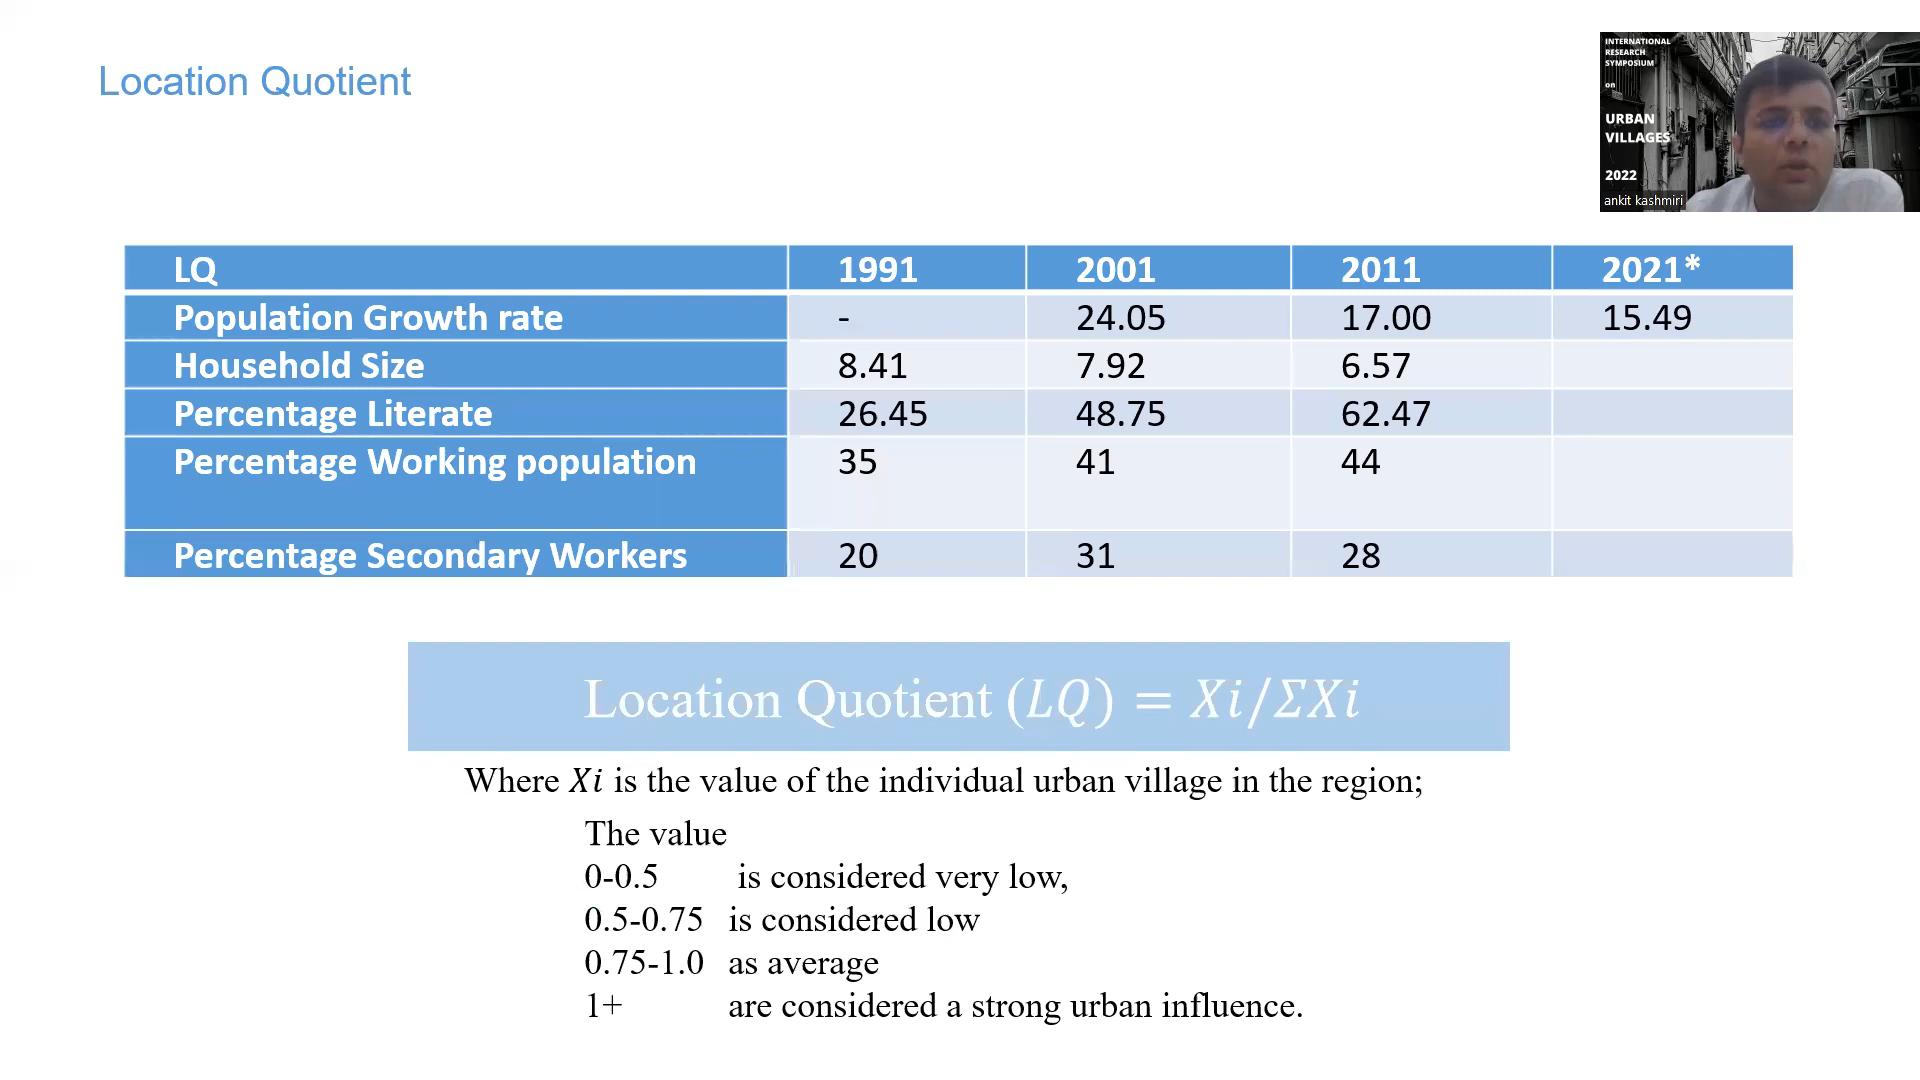 Location Quotient
INTERNATIONAL
RESEARCH
SYMPOSIUM
on
URBAN
VILLAGES
2022
ankit kashmiri
LQ 1991 2001 2011 2021*
Population Growth rate - 24.05 17.00 15.49
Household Size 8.41 7.92 6.57
Percentage Literate 26.45 48.75 62.47
Percentage Working population 35 41 44
Percentage Secondary Workers 20 31 28
Location Quotient (LQ) = Xi/ΣXi
Where Xi is the value of the individual urban village in the region;
The value
0-0.5 is considered very low,
0.5-0.75 is considered low
0.75-1.0 as average
1+ are considered a strong urban influence.